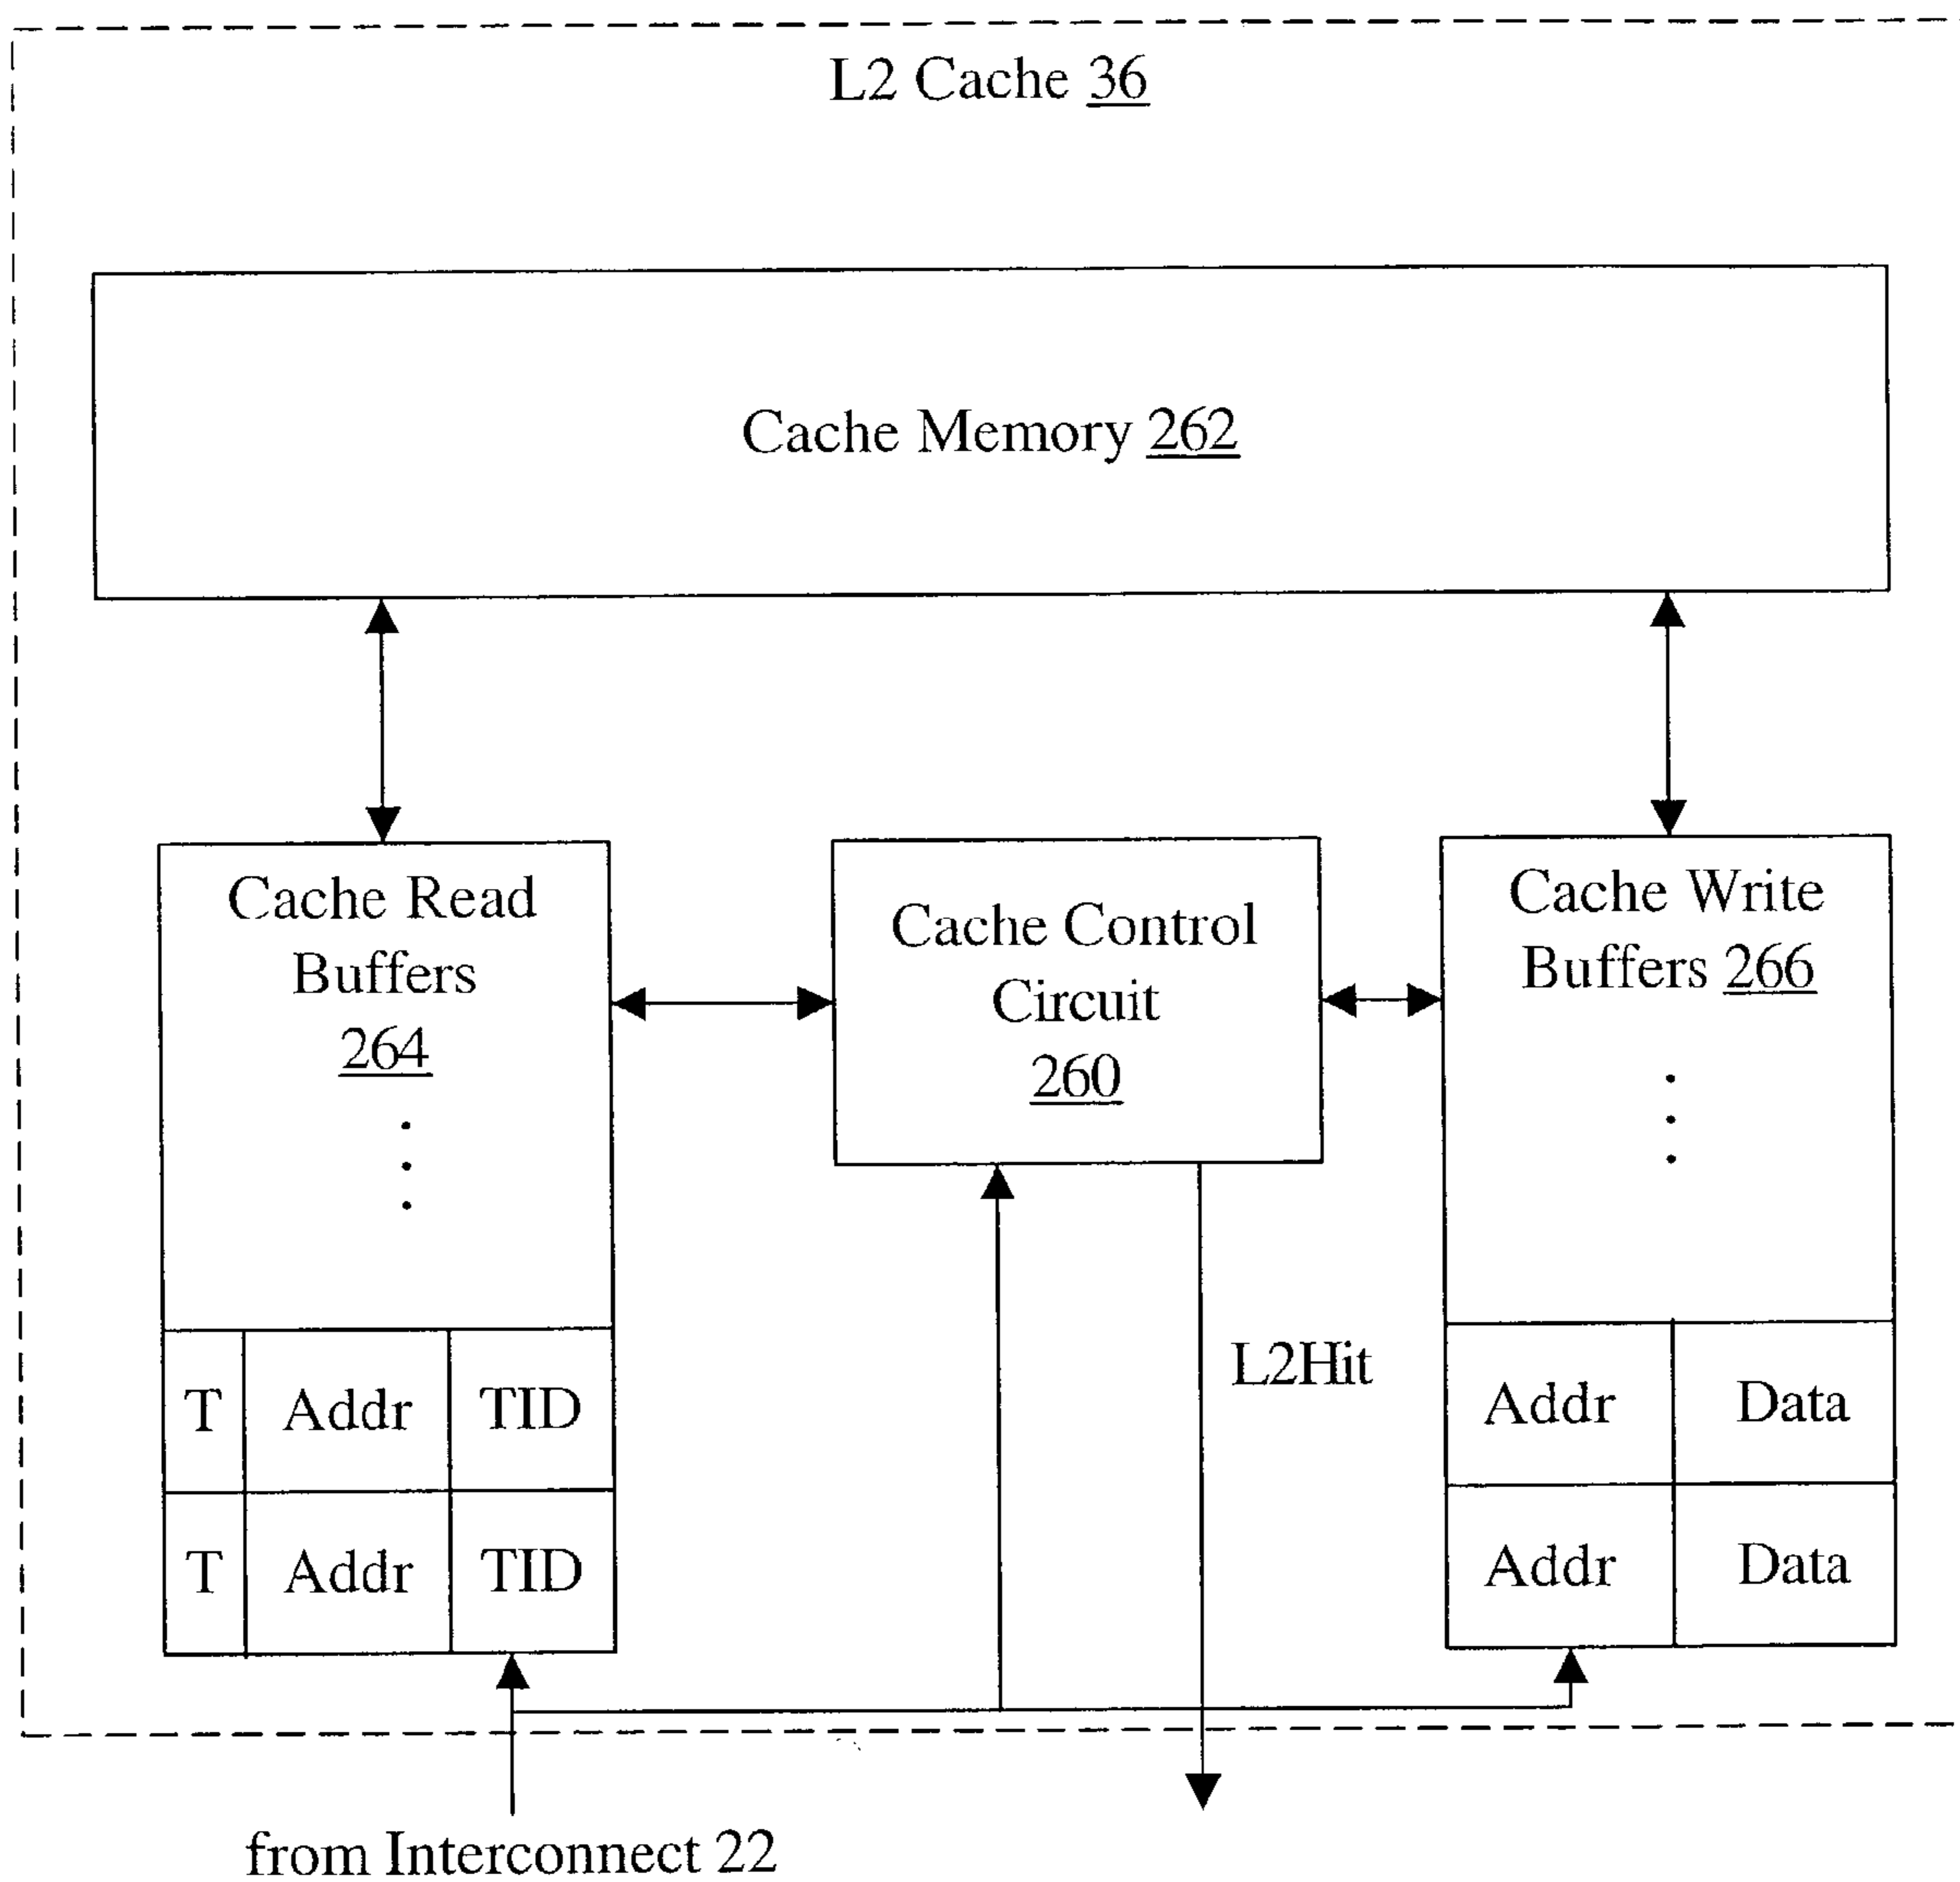 L2 Cache 36
Cache Memory 262
Cache Read
Buffers
264
Cache Control
Circuit
260
Cache Write
Buffers 266
L2Hit
T Addr TID
T Addr TID
Addr Data
Addr Data
from Interconnect 22